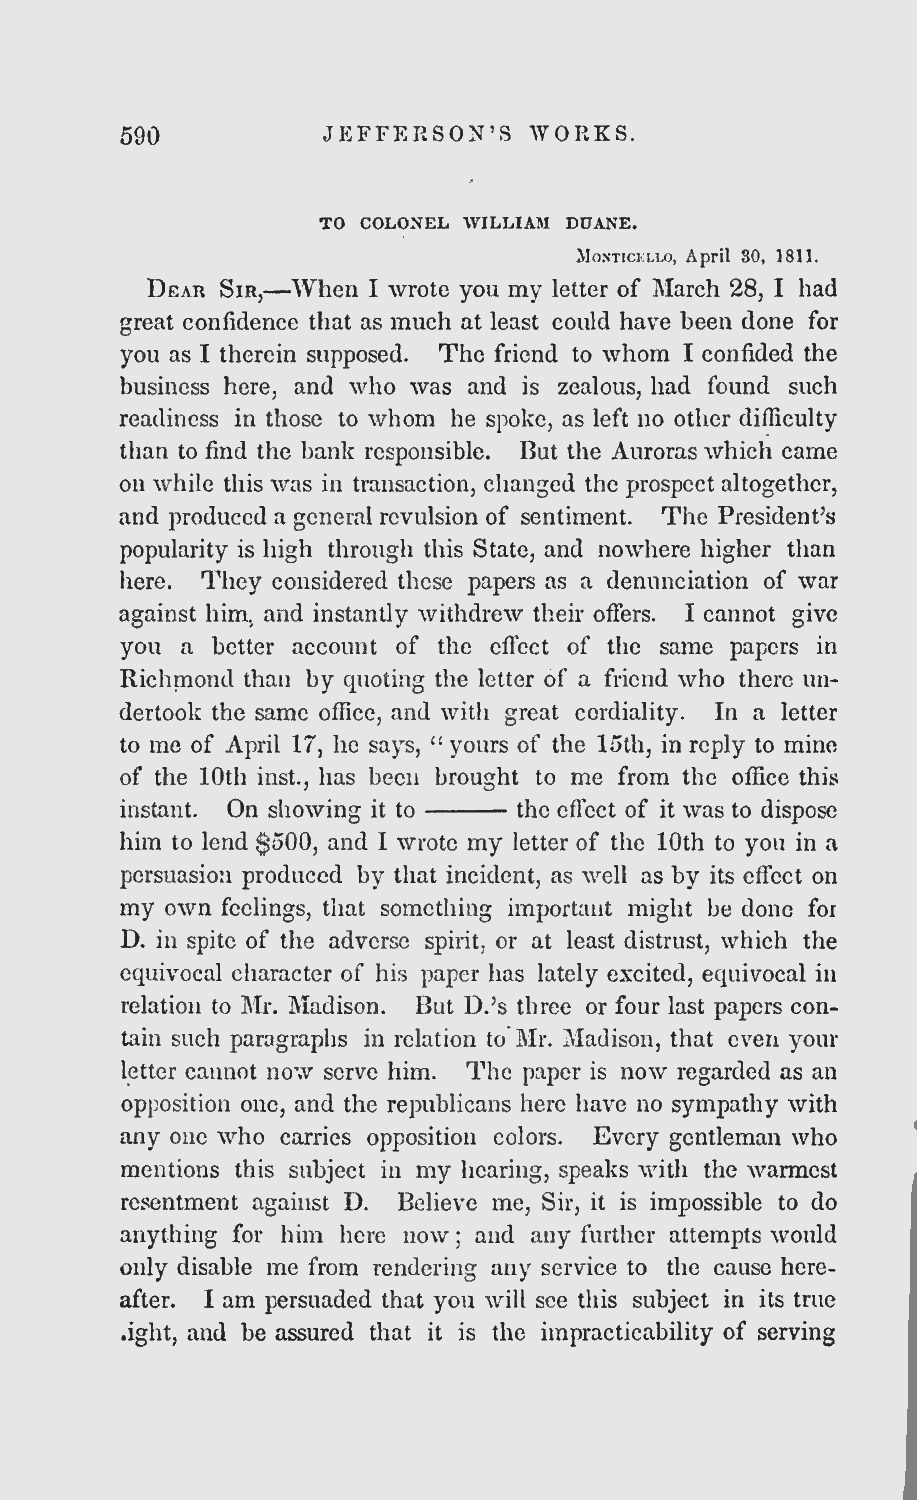 590 JEFFERSON'S WORKS.
TO COLONEL WILLIAM DUANE.
MONTICELLO, April 30, 1811.
DEAR SIR,—When I wrote you my letter of March 28, I had
great confidence that as much at least could have been done for
you as I therein supposed. The friend to whom I confided the
business here, and who was and is zealous, had found such
readiness in those to whom he spoke, as left no other difficulty
than to find the bank responsible. But the Auroras which came
on while this was in transaction, changed the prospect altogether,
and produced a general revulsion of sentiment. The President's
popularity is high through this State, and nowhere higher than
here. They considered these papers as a denunciation of war
against him, and instantly withdrew their offers. I cannot give
you a better account of the effect of the same papers in
Richmond than by quoting the letter of a friend who there un-
dertook the same office, and with great cordiality. In a letter
to me of April 17, he says, "yours of the 15th, in reply to mine
of the 10th inst., has been brought to me from the office this
instant. On showing it to ——— the effect of it was to dispose
him to lend $500, and I wrote my letter of the 10th to you in a
persuasion produced by that incident, as well as by its effect on
my own feelings, that something important might be done for
D. in spite of the adverse spirit, or at least distrust, which the
equivocal character of his paper has lately excited, equivocal in
relation to Mr. Madison. But D.'s three or four last papers con-
tain such paragraphs in relation to Mr. Madison, that even your
letter cannot now serve him. The paper is now regarded as an
opposition one, and the republicans here have no sympathy with
any one who carries opposition colors. Every gentleman who
mentions this subject in my hearing, speaks with the warmest
resentment against D. Believe me, Sir, it is impossible to do
anything for him here now; and any further attempts would
only disable me from rendering any service to the cause here-
after. I am persuaded that you will see this subject in its true
.ight, and be assured that it is the impracticability of serving